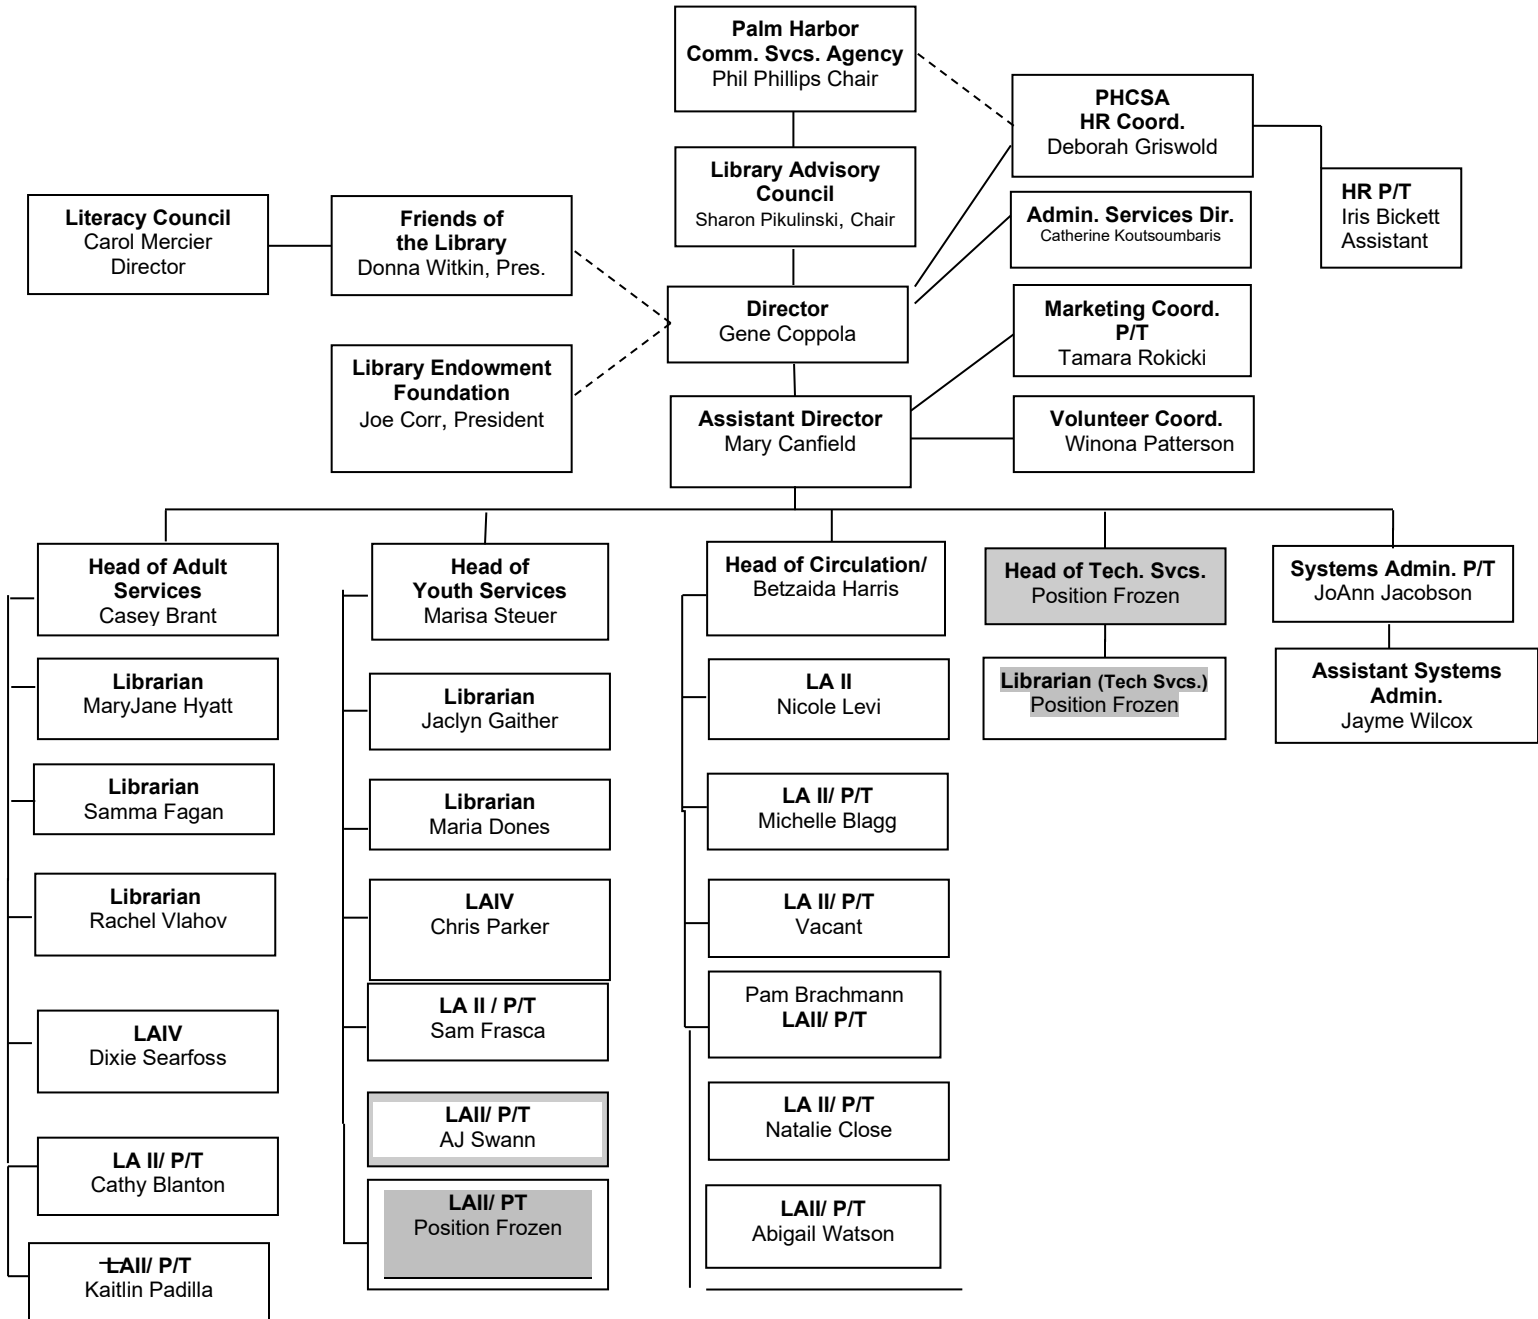 Palm Harbor
Comm. Svcs. Agency
Phil Phillips Chair
PHCSA
HR Coord.
Deborah Griswold
Library Advisory
Council
Sharon Pikulinski, Chair
HR P/T
Iris Bickett
Assistant
Literacy Council
Carol Mercier
Director
Friends of
the Library
Donna Witkin, Pres.
Admin. Services Dir.
Catherine Koutsoumbaris
Director
Gene Coppola
Marketing Coord.
P/T
Tamara Rokicki
Library Endowment
Foundation
Joe Corr, President
Assistant Director
Mary Canfield
Volunteer Coord.
Winona Patterson
Head of Adult
Services
Casey Brant
Librarian
MaryJane Hyatt
Librarian
Samma Fagan
Librarian
Rachel Vlahov
LAIV
Dixie Searfoss
LA II/ P/T
Cathy Blanton
LAII/ P/T
Kaitlin Padilla
Head of
Youth Services
Marisa Steuer
Librarian
Jaclyn Gaither
Librarian
Maria Dones
LAIV
Chris Parker
LA II / P/T
Sam Frasca
LAII/ P/T
AJ Swann
LAII/ PT
Position Frozen
Head of Circulation/
Betzaida Harris
LA II
Nicole Levi
LA II/ P/T
Michelle Blagg
LA II/ P/T
Vacant
Pam Brachmann
LAII/ P/T
LA II/ P/T
Natalie Close
LAII/ P/T
Abigail Watson
Head of Tech. Svcs.
Position Frozen
Librarian (Tech Svcs.)
Position Frozen
Systems Admin. P/T
JoAnn Jacobson
Assistant Systems
Admin.
Jayme Wilcox